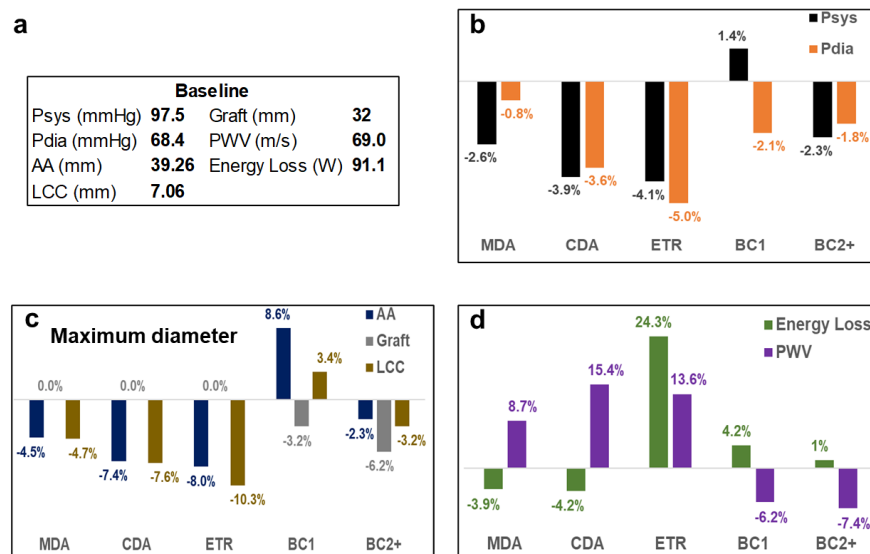 a
Baseline
Psys (mmHg) 97.5 Graft (mm) 32
Pdia (mmHg) 68.4 PWV (m/s) 69.0
AA (mm) 39.26 Energy Loss (W) 91.1
LCC (mm) 7.06
b
Psys
Pdia
1.4%
-0.8%
-2.6%
-3.9%
-3.6%
-4.1%
-5.0%
-2.1%
-2.3%
-1.8%
MDA CDA ETR BC1 BC2+
c
Maximum diameter
AA
Graft
LCC
8.6%
3.4%
0.0% 0.0% 0.0%
-4.5%
-4.7%
-7.4%
-7.6%
-8.0%
-10.3%
-3.2%
-2.3%
-6.2%
-3.2%
MDA CDA ETR BC1 BC2+
d
Energy Loss
PWV
24.3%
15.4%
13.6%
8.7%
4.2%
1%
-3.9%
-4.2%
-6.2%
-7.4%
MDA CDA ETR BC1 BC2+